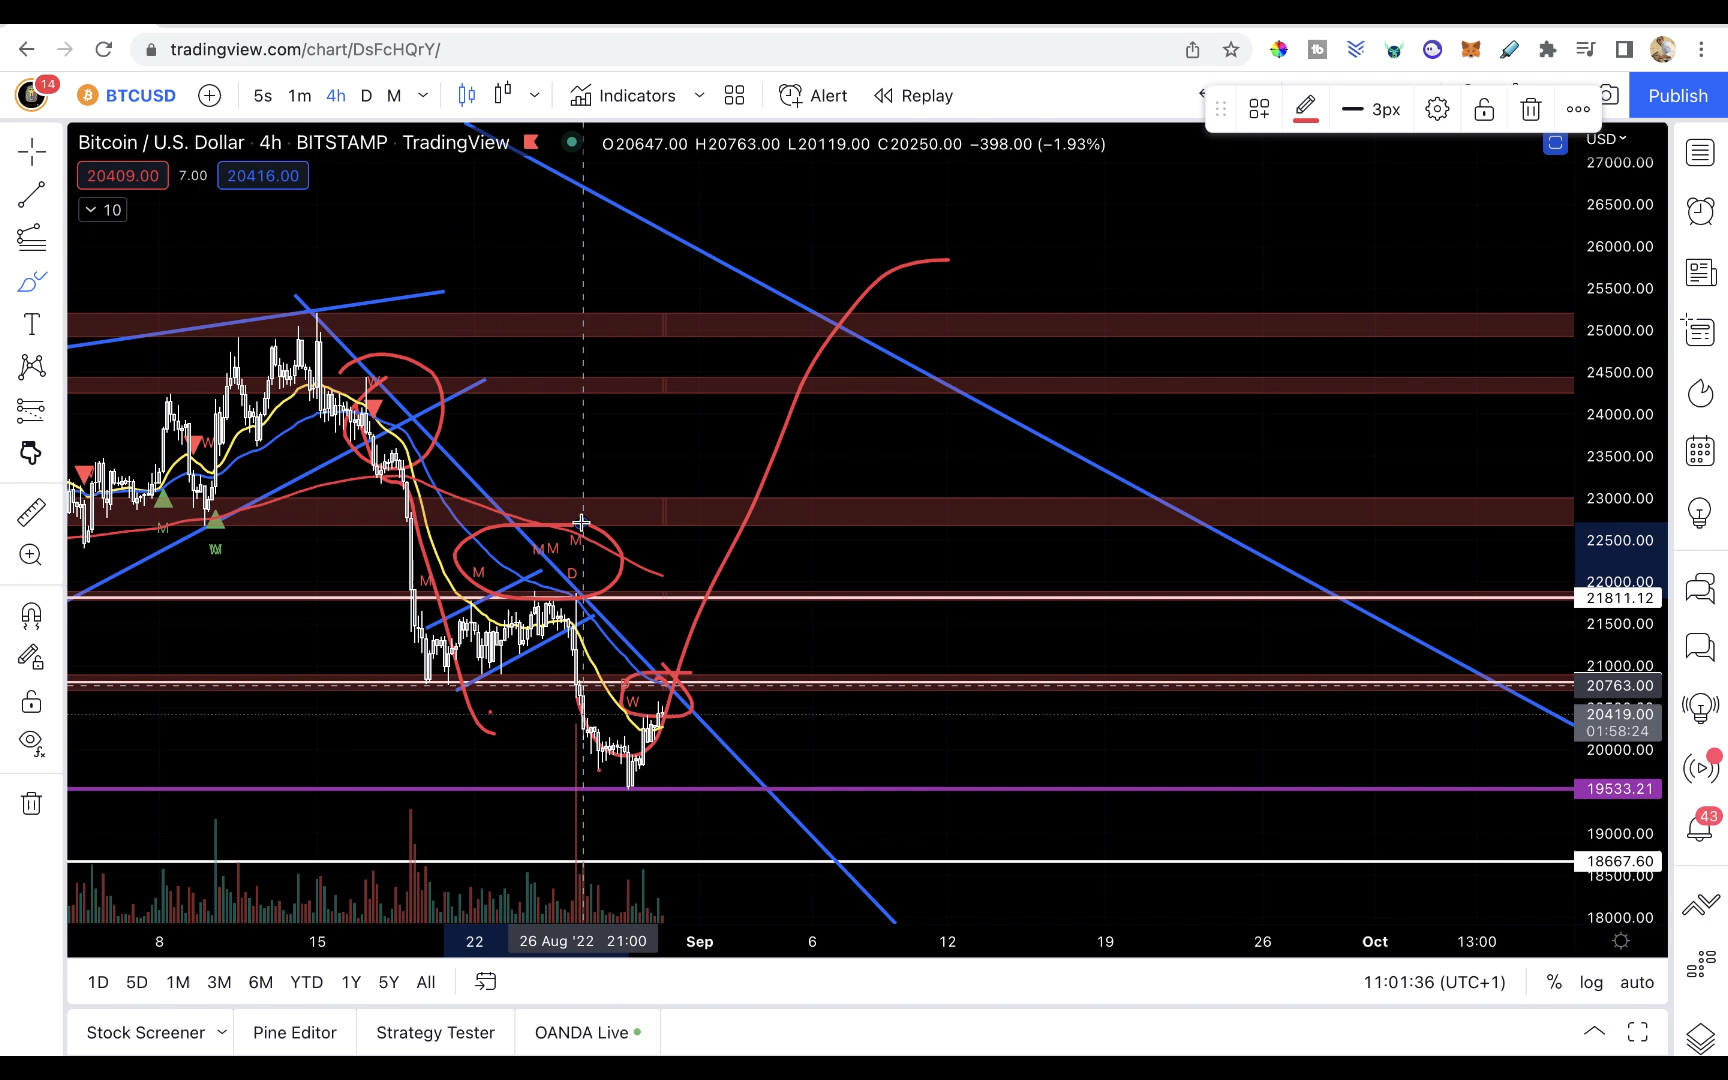 tradingview.com/chart/DsFcHQrY/
14 BTCUSD 5s 1m 4h D M Indicators Alert Replay 3px Publish
Bitcoin / U.S. Dollar · 4h · BITSTAMP · TradingView O20647.00 H20763.00 L20119.00 C20250.00 −398.00 (−1.93%) USD
20409.00 7.00 20416.00
10
27000.00
26500.00
26000.00
25500.00
25000.00
24500.00
24000.00
23500.00
23000.00
22500.00
22000.00
21811.12
21500.00
21000.00
20763.00
20419.00
01:58:24
20000.00
19533.21
19000.00
18667.60
18500.00
18000.00
W
W
M
M M M
M D
M
W
43
8 15 22 26 Aug '22 21:00 Sep 6 12 19 26 Oct 13:00
1D 5D 1M 3M 6M YTD 1Y 5Y All 11:01:36 (UTC+1) % log auto
Stock Screener Pine Editor Strategy Tester OANDA Live